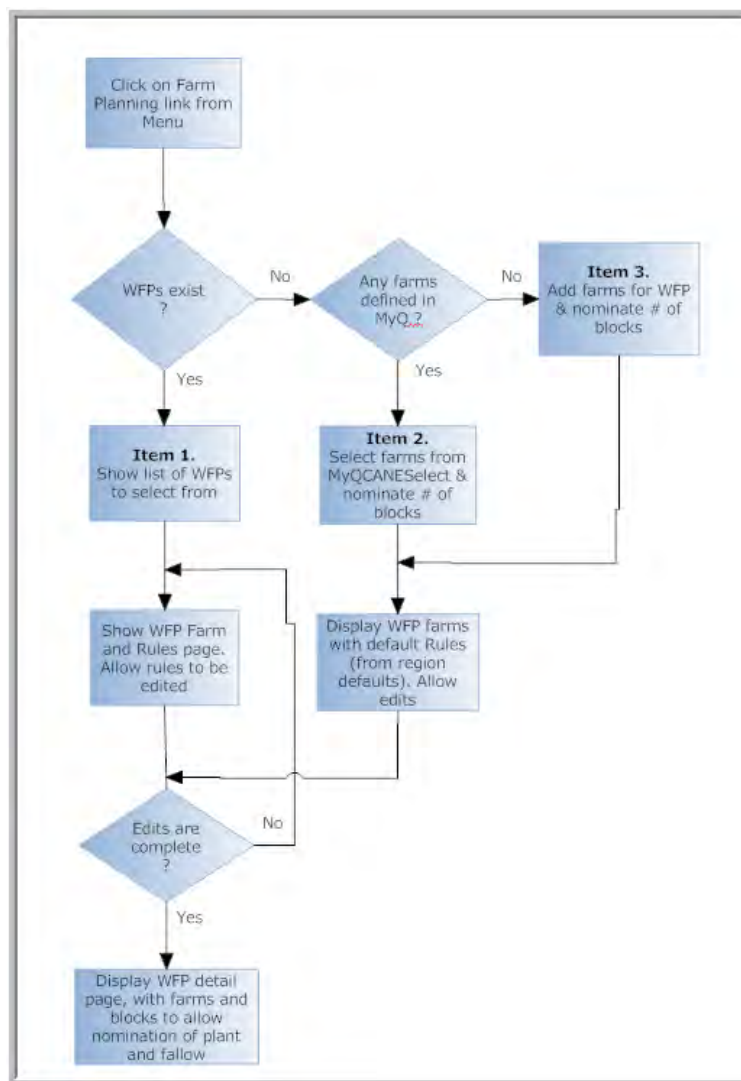 Click on Farm
Planning link from
Menu
WFPs exist
?
No
Any farms
defined in
MyQ ?
No
Item 3.
Add farms for WFP
& nominate # of
blocks
Yes
Yes
Item 1.
Show list of WFPs
to select from
Item 2.
Select farms from
MyQCANESelect &
nominate # of
blocks
Show WFP Farm
and Rules page.
Allow rules to be
edited
Display WFP farms
with default Rules
(from region
defaults). Allow
edits
Edits are
complete
?
No
Yes
Display WFP detail
page, with farms and
blocks to allow
nomination of plant
and fallow